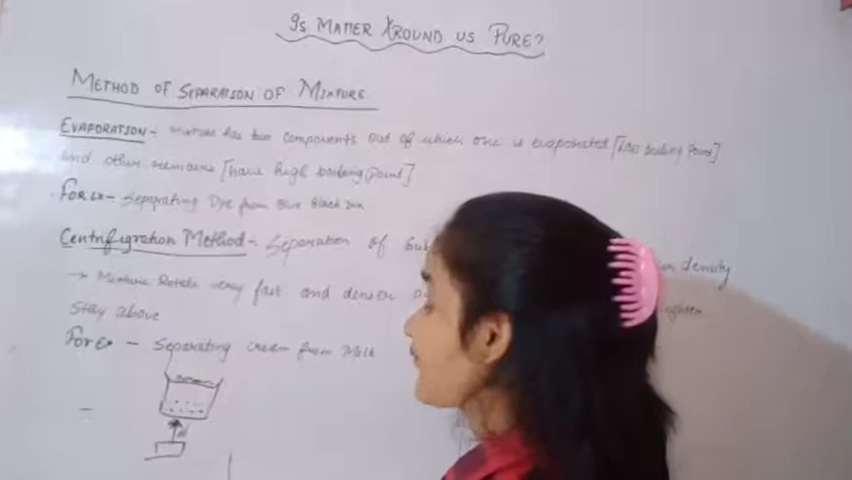 Is Matter Around us Pure?
Method of Separation of Mixture
Evaporation:- Mixture has two components out of which one is evaporated [low boiling point]
and other remains [have high boiling point]
For ex- Separating Dye from Blue Black Ink
Centrifigration Method- Separation of density
→ Mixture Rotate very fast and denser lighter
Stay above
For Ex- Separating cream from Milk